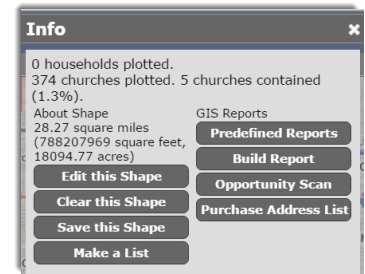 Info ×
0 households plotted.
374 churches plotted. 5 churches contained
(1.3%).
About Shape
28.27 square miles
(788207969 square feet,
18094.77 acres)
Edit this Shape
Clear this Shape
Save this Shape
Make a List
GIS Reports
Predefined Reports
Build Report
Opportunity Scan
Purchase Address List